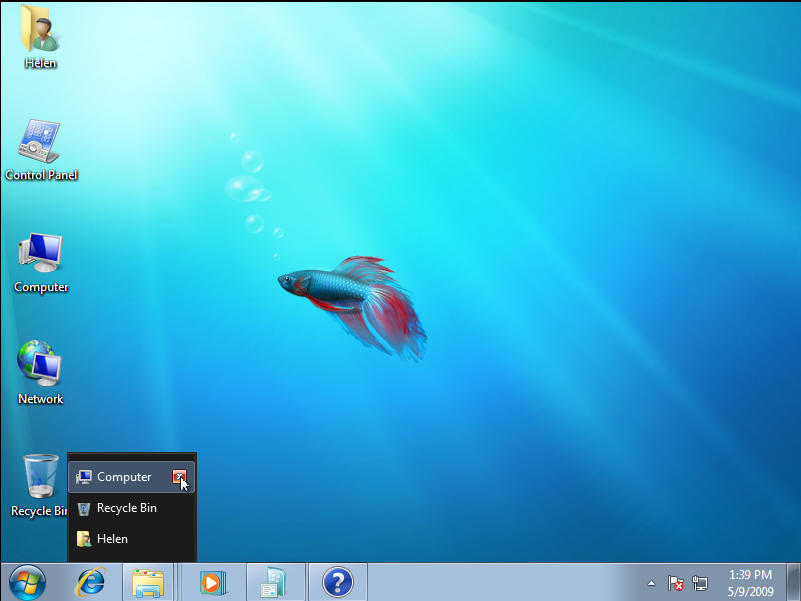 Helen
Control Panel
Computer
Network
Recycle Bin
Computer
Recycle Bin
Helen
1:39 PM
5/9/2009